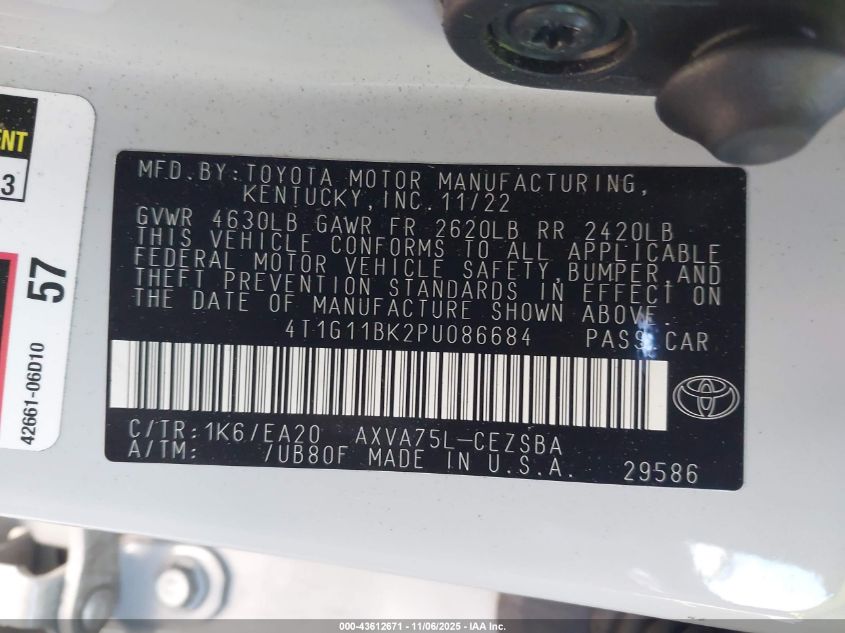 ENT
3
57
42661-06D10
MFD.BY:TOYOTA MOTOR MANUFACTURING,
KENTUCKY,INC.11/22
GVWR 4630LB GAWR FR 2620LB RR 2420LB
THIS VEHICLE CONFORMS TO ALL APPLICABLE
FEDERAL MOTOR VEHICLE SAFETY,BUMPER AND
THEFT PREVENTION STANDARDS IN EFFECT ON
THE DATE OF MANUFACTURE SHOWN ABOVE.
4T1G11BK2PU086684 PASS.CAR
C/TR:1K6/EA20 AXVA75L-CEZSBA
A/TM: /UB80F MADE IN U.S.A. 29586
000-43612671 - 11/06/2025 - IAA Inc.